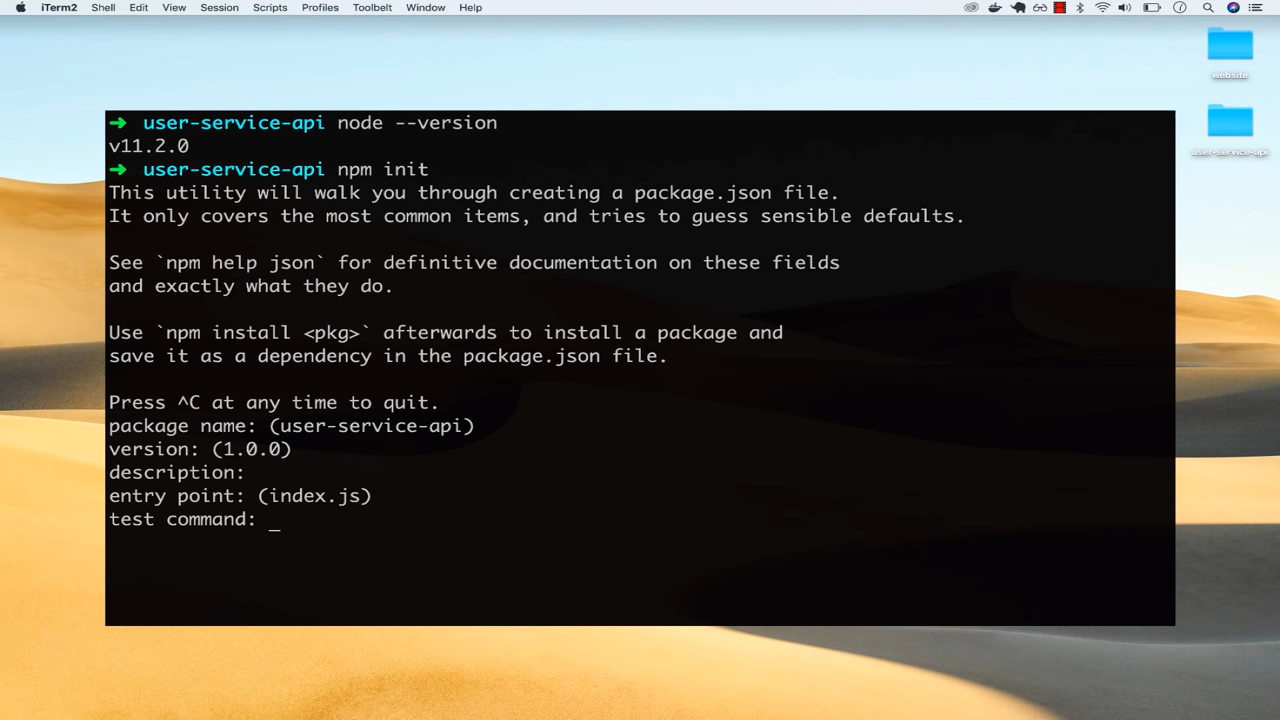 iTerm2 Shell Edit View Session Scripts Profiles Toolbelt Window Help
website
user-service-api
➜ user-service-api node --version
v11.2.0
➜ user-service-api npm init
This utility will walk you through creating a package.json file.
It only covers the most common items, and tries to guess sensible defaults.
See `npm help json` for definitive documentation on these fields
and exactly what they do.
Use `npm install <pkg>` afterwards to install a package and
save it as a dependency in the package.json file.
Press ^C at any time to quit.
package name: (user-service-api)
version: (1.0.0)
description:
entry point: (index.js)
test command: _